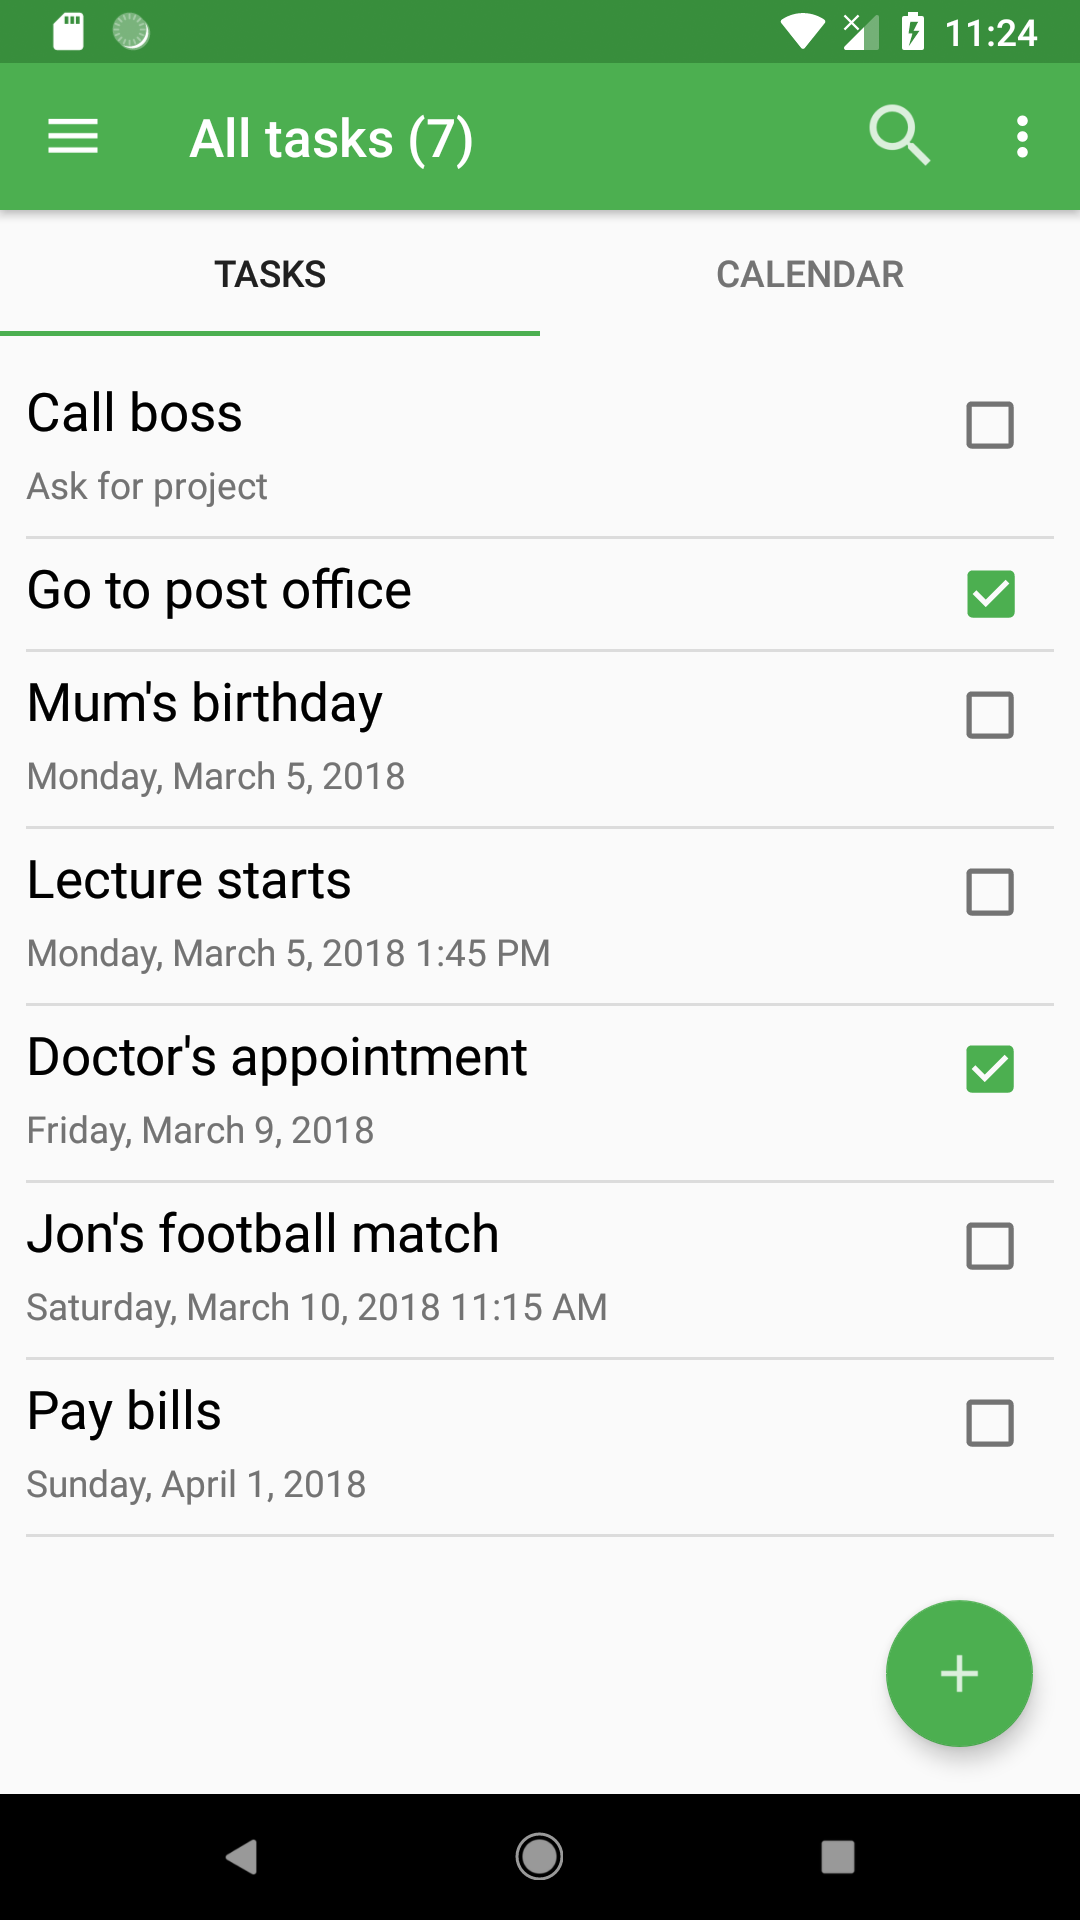 11:24
All tasks (7)
TASKS
CALENDAR
Call boss
Ask for project
Go to post office
Mum's birthday
Monday, March 5, 2018
Lecture starts
Monday, March 5, 2018 1:45 PM
Doctor's appointment
Friday, March 9, 2018
Jon's football match
Saturday, March 10, 2018 11:15 AM
Pay bills
Sunday, April 1, 2018